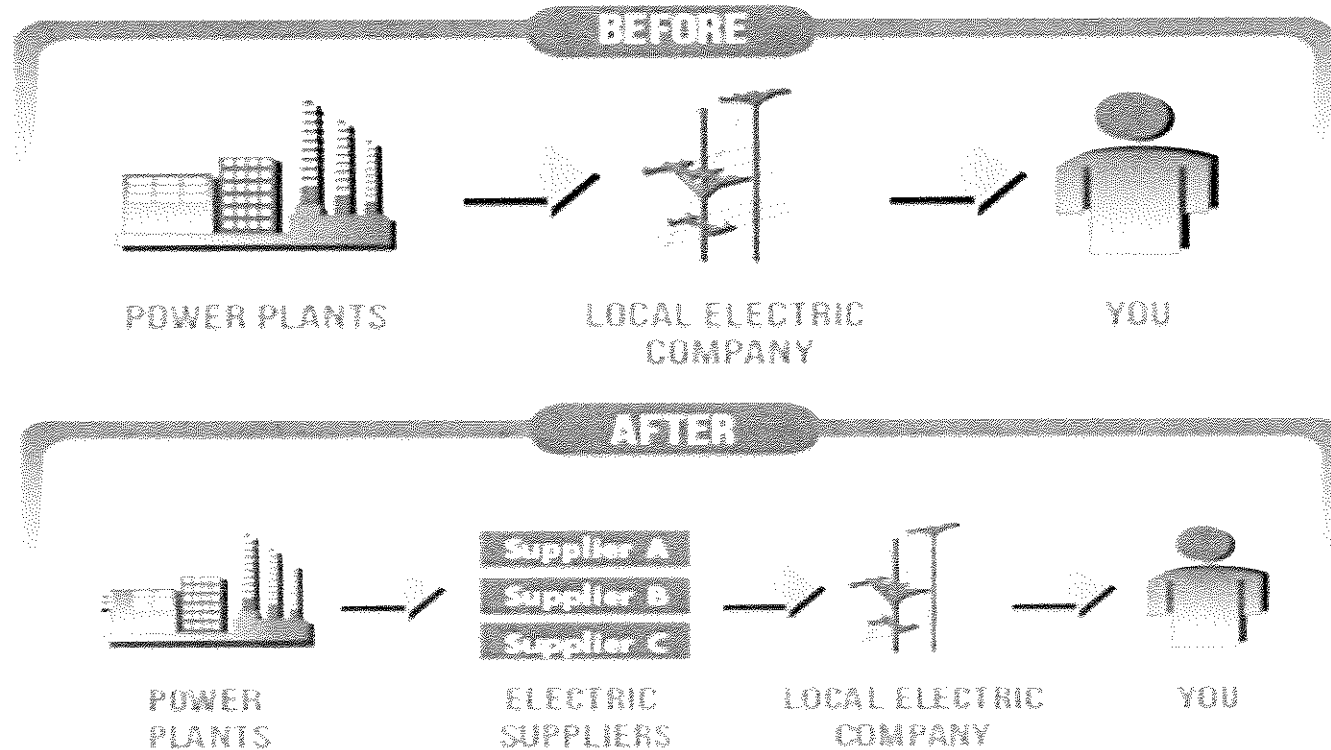 BEFORE
POWER PLANTS
LOCAL ELECTRIC
COMPANY
YOU
AFTER
Supplier A
Supplier B
Supplier C
POWER
PLANTS
ELECTRIC
SUPPLIERS
LOCAL ELECTRIC
COMPANY
YOU